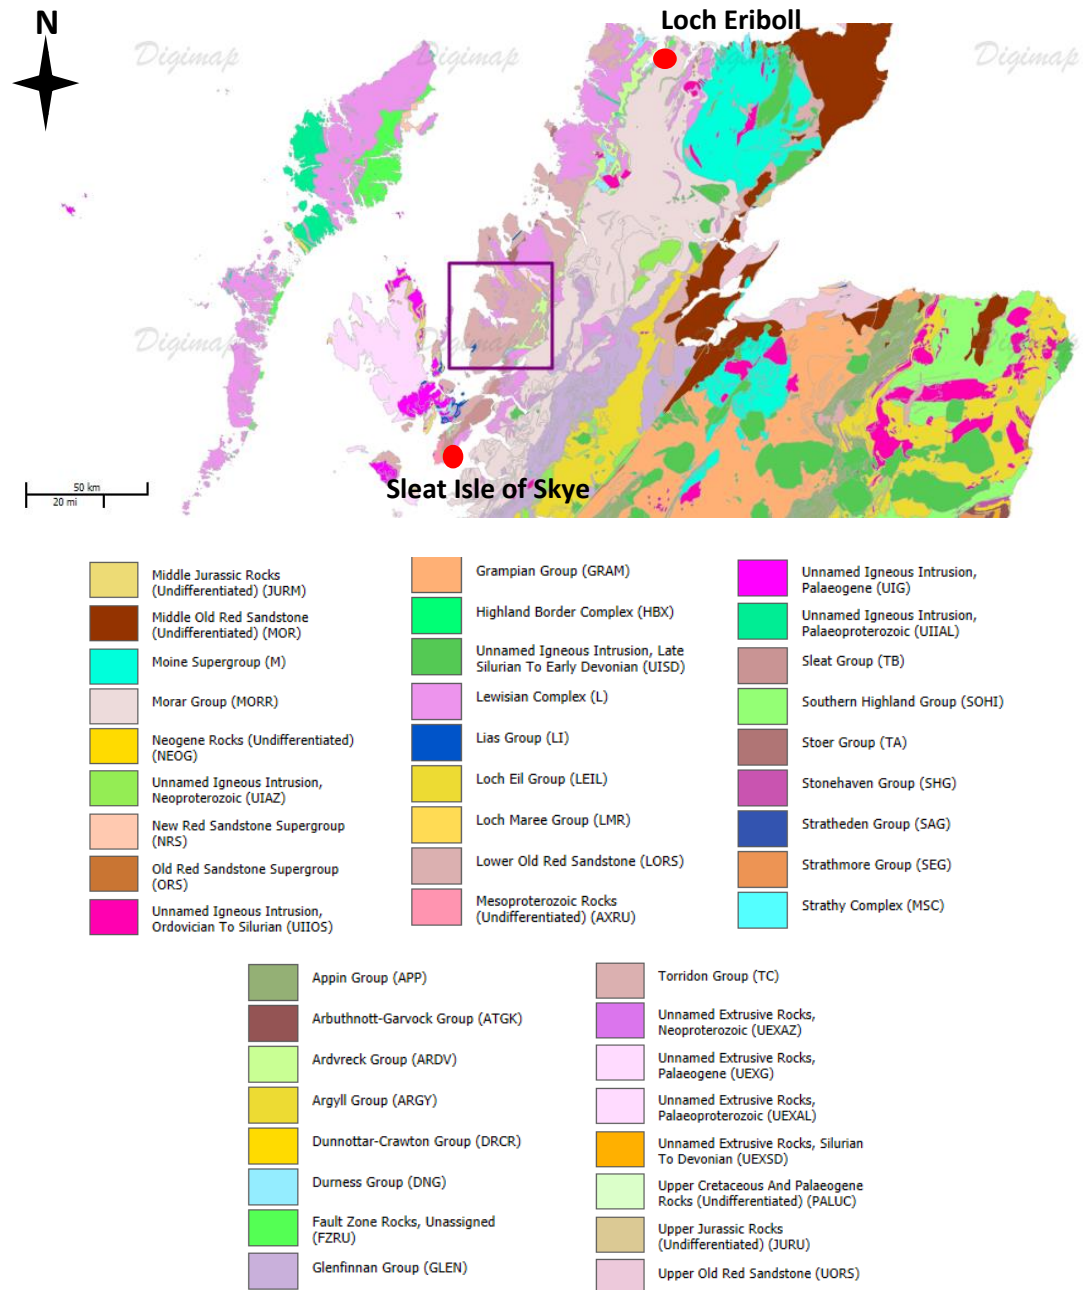 Loch Eriboll
N
Digimap
Digimap
Digimap
Digimap
Digimap
Digimap
Digimap
Digimap
50 km
20 mi
Sleat Isle of Skye
Middle Jurassic Rocks
(Undifferentiated) (JURM)
Middle Old Red Sandstone
(Undifferentiated) (MOR)
Moine Supergroup (M)
Morar Group (MORR)
Neogene Rocks (Undifferentiated)
(NEOG)
Unnamed Igneous Intrusion,
Neoproterozoic (UIAZ)
New Red Sandstone Supergroup
(NRS)
Old Red Sandstone Supergroup
(ORS)
Unnamed Igneous Intrusion,
Ordovician To Silurian (UIIOS)
Grampian Group (GRAM)
Highland Border Complex (HBX)
Unnamed Igneous Intrusion, Late
Silurian To Early Devonian (UISD)
Lewisian Complex (L)
Lias Group (LI)
Loch Eil Group (LEIL)
Loch Maree Group (LMR)
Lower Old Red Sandstone (LORS)
Mesoproterozoic Rocks
(Undifferentiated) (AXRU)
Unnamed Igneous Intrusion,
Palaeogene (UIG)
Unnamed Igneous Intrusion,
Palaeoproterozoic (UIIAL)
Sleat Group (TB)
Southern Highland Group (SOHI)
Stoer Group (TA)
Stonehaven Group (SHG)
Stratheden Group (SAG)
Strathmore Group (SEG)
Strathy Complex (MSC)
Appin Group (APP)
Arbuthnott-Garvock Group (ATGK)
Ardvreck Group (ARDV)
Argyll Group (ARGY)
Dunnottar-Crawton Group (DRCR)
Durness Group (DNG)
Fault Zone Rocks, Unassigned
(FZRU)
Glenfinnan Group (GLEN)
Torridon Group (TC)
Unnamed Extrusive Rocks,
Neoproterozoic (UEXAZ)
Unnamed Extrusive Rocks,
Palaeogene (UEXG)
Unnamed Extrusive Rocks,
Palaeoproterozoic (UEXAL)
Unnamed Extrusive Rocks, Silurian
To Devonian (UEXSD)
Upper Cretaceous And Palaeogene
Rocks (Undifferentiated) (PALUC)
Upper Jurassic Rocks
(Undifferentiated) (JURU)
Upper Old Red Sandstone (UORS)